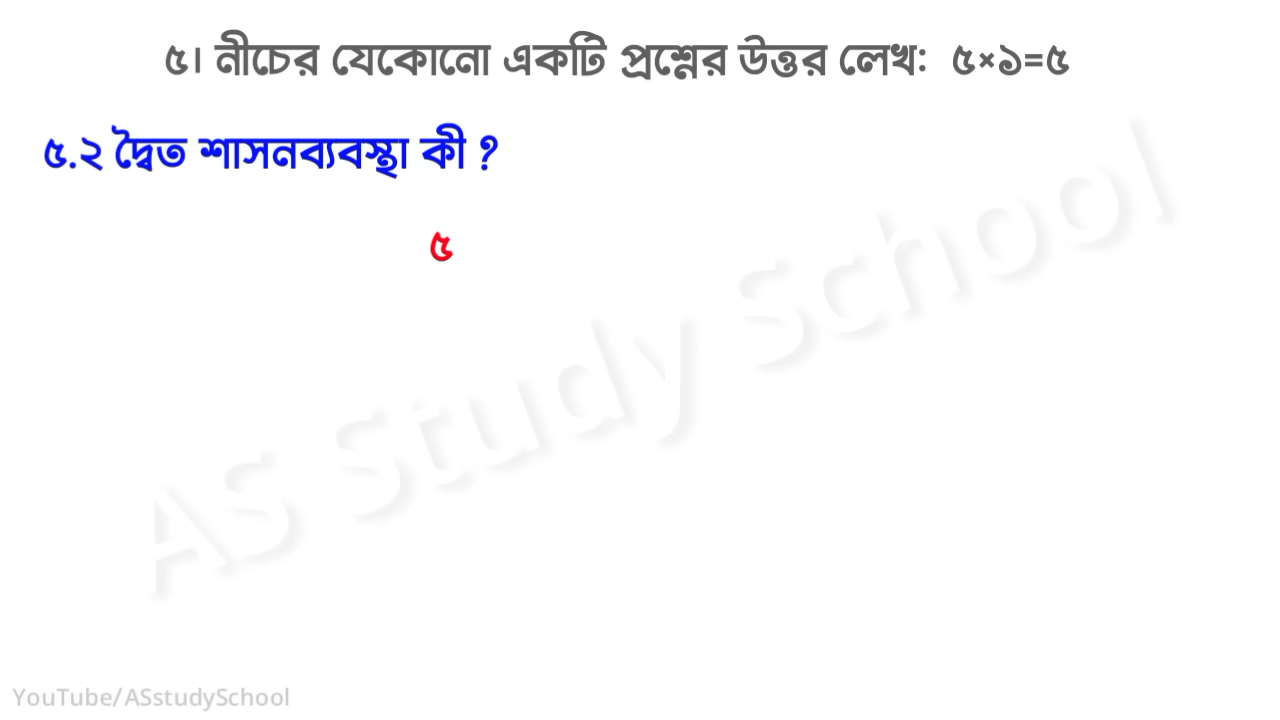 ৫। নীচের যেকোনো একটি প্রশ্নের উত্তর লেখ: ৫×১=৫
৫.২ দ্বৈত শাসনব্যবস্থা কী ?
৫
AS Study School
YouTube/ASstudySchool